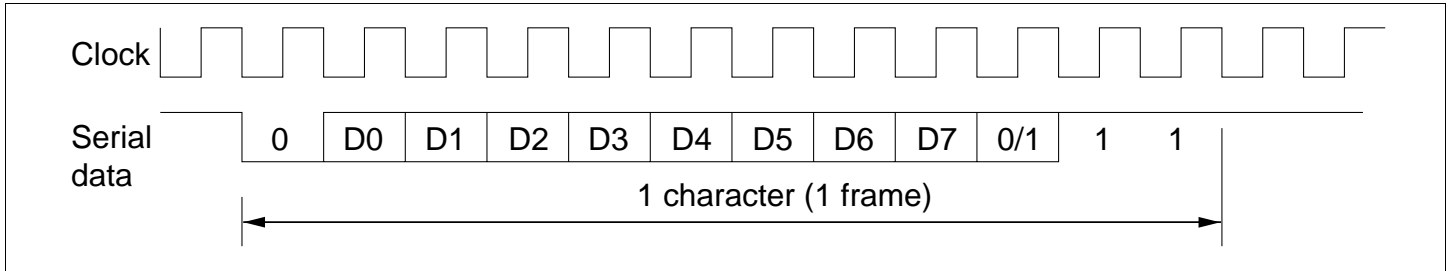 Clock
Serial
data
0 D0 D1 D2 D3 D4 D5 D6 D7 0/1 1 1
1 character (1 frame)